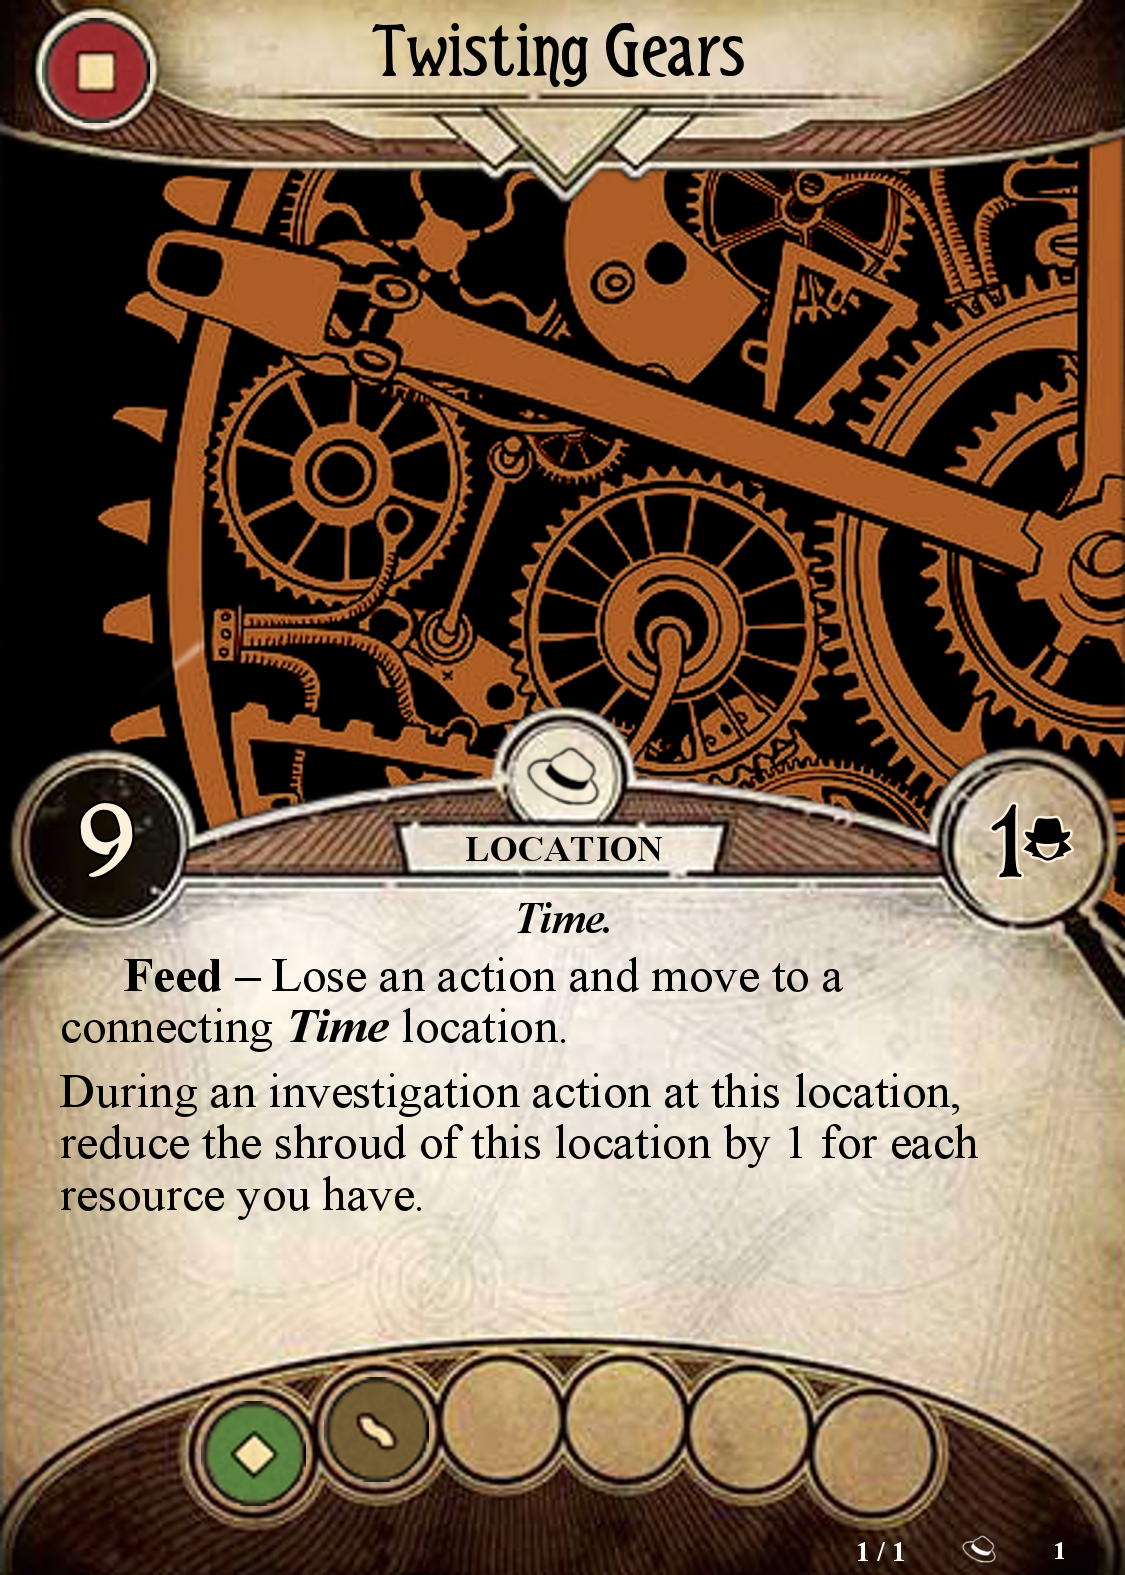 Twisting Gears
9
1
LOCATION
Time.
Feed – Lose an action and move to a
connecting Time location.
During an investigation action at this location,
reduce the shroud of this location by 1 for each
resource you have.
1 / 1
1